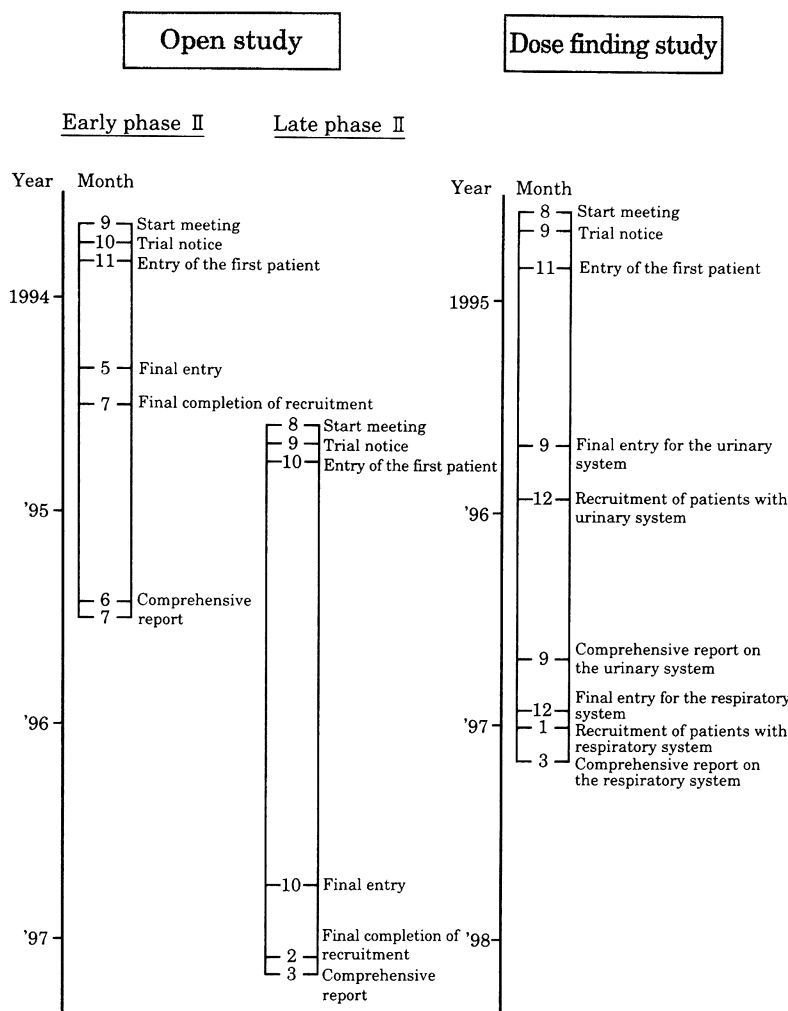 Open study
Dose finding study
Early phase Ⅱ
Late phase Ⅱ
Year Month
9 Start meeting
10 Trial notice
11 Entry of the first patient
1994
5 Final entry
7 Final completion of recruitment
'95
6 Comprehensive
7 report
'96
'97
8 Start meeting
9 Trial notice
10 Entry of the first patient
10 Final entry
Final completion of
2 recruitment
3 Comprehensive
report
Year Month
8 Start meeting
9 Trial notice
11 Entry of the first patient
1995
9 Final entry for the urinary
system
12 Recruitment of patients with
urinary system
'96
Comprehensive report on
9 the urinary system
Final entry for the respiratory
12 system
'97
1 Recruitment of patients with
respiratory system
3 Comprehensive report on
the respiratory system
'98